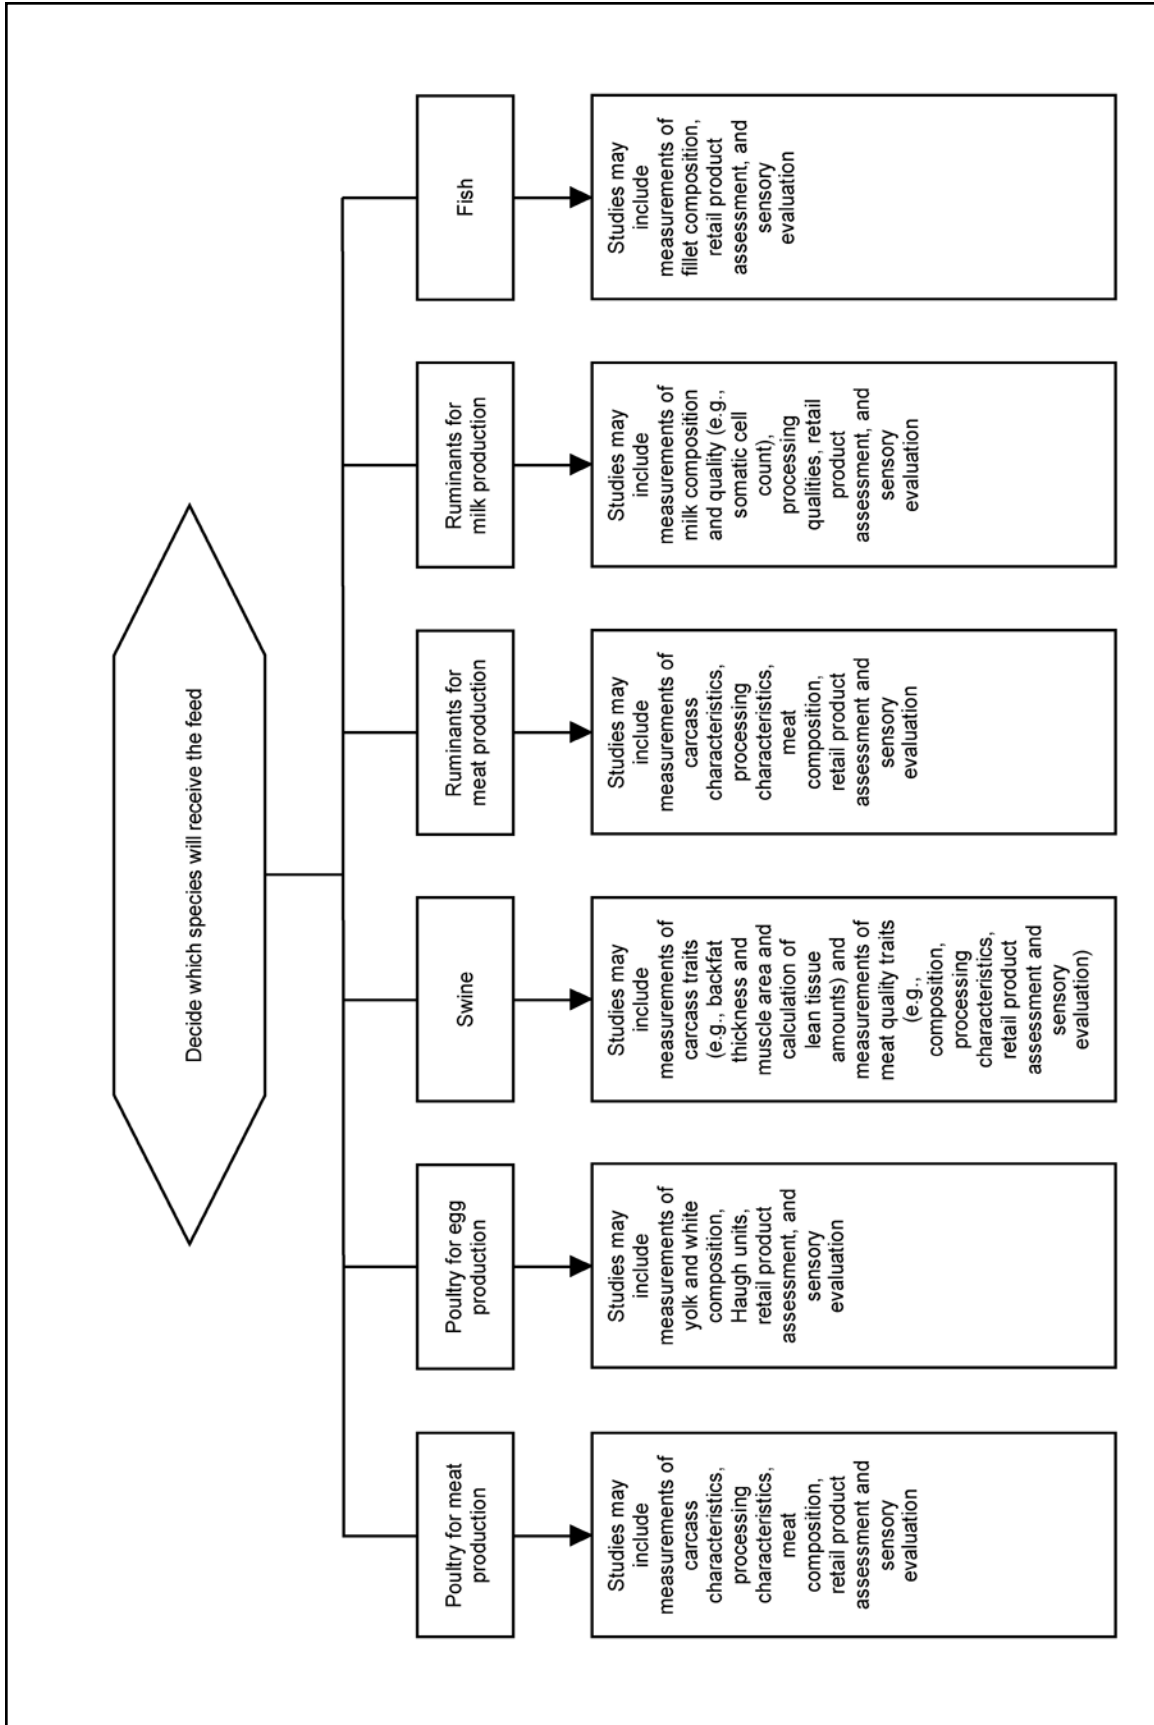 Decide which species will receive the feed
Poultry for meat
production
Poultry for egg
production
Swine
Ruminants for
meat production
Ruminants for
milk production
Fish
Studies may
include
measurements of
carcass
characteristics,
processing
characteristics,
meat
composition,
retail product
assessment and
sensory
evaluation
Studies may
include
measurements of
yolk and white
composition,
Haugh units,
retail product
assessment, and
sensory
evaluation
Studies may
include
measurements of
carcass traits
(e.g., backfat
thickness and
muscle area and
calculation of
lean tissue
amounts) and
measurements of
meat quality traits
(e.g.,
composition,
processing
characteristics,
retail product
assessment and
sensory
evaluation)
Studies may
include
measurements of
carcass
characteristics,
processing
characteristics,
meat
composition,
retail product
assessment and
sensory
evaluation
Studies may
include
measurements of
milk composition
and quality (e.g.,
somatic cell
count),
processing
qualities, retail
product
assessment, and
sensory
evaluation
Studies may
include
measurements of
fillet composition,
retail product
assessment, and
sensory
evaluation